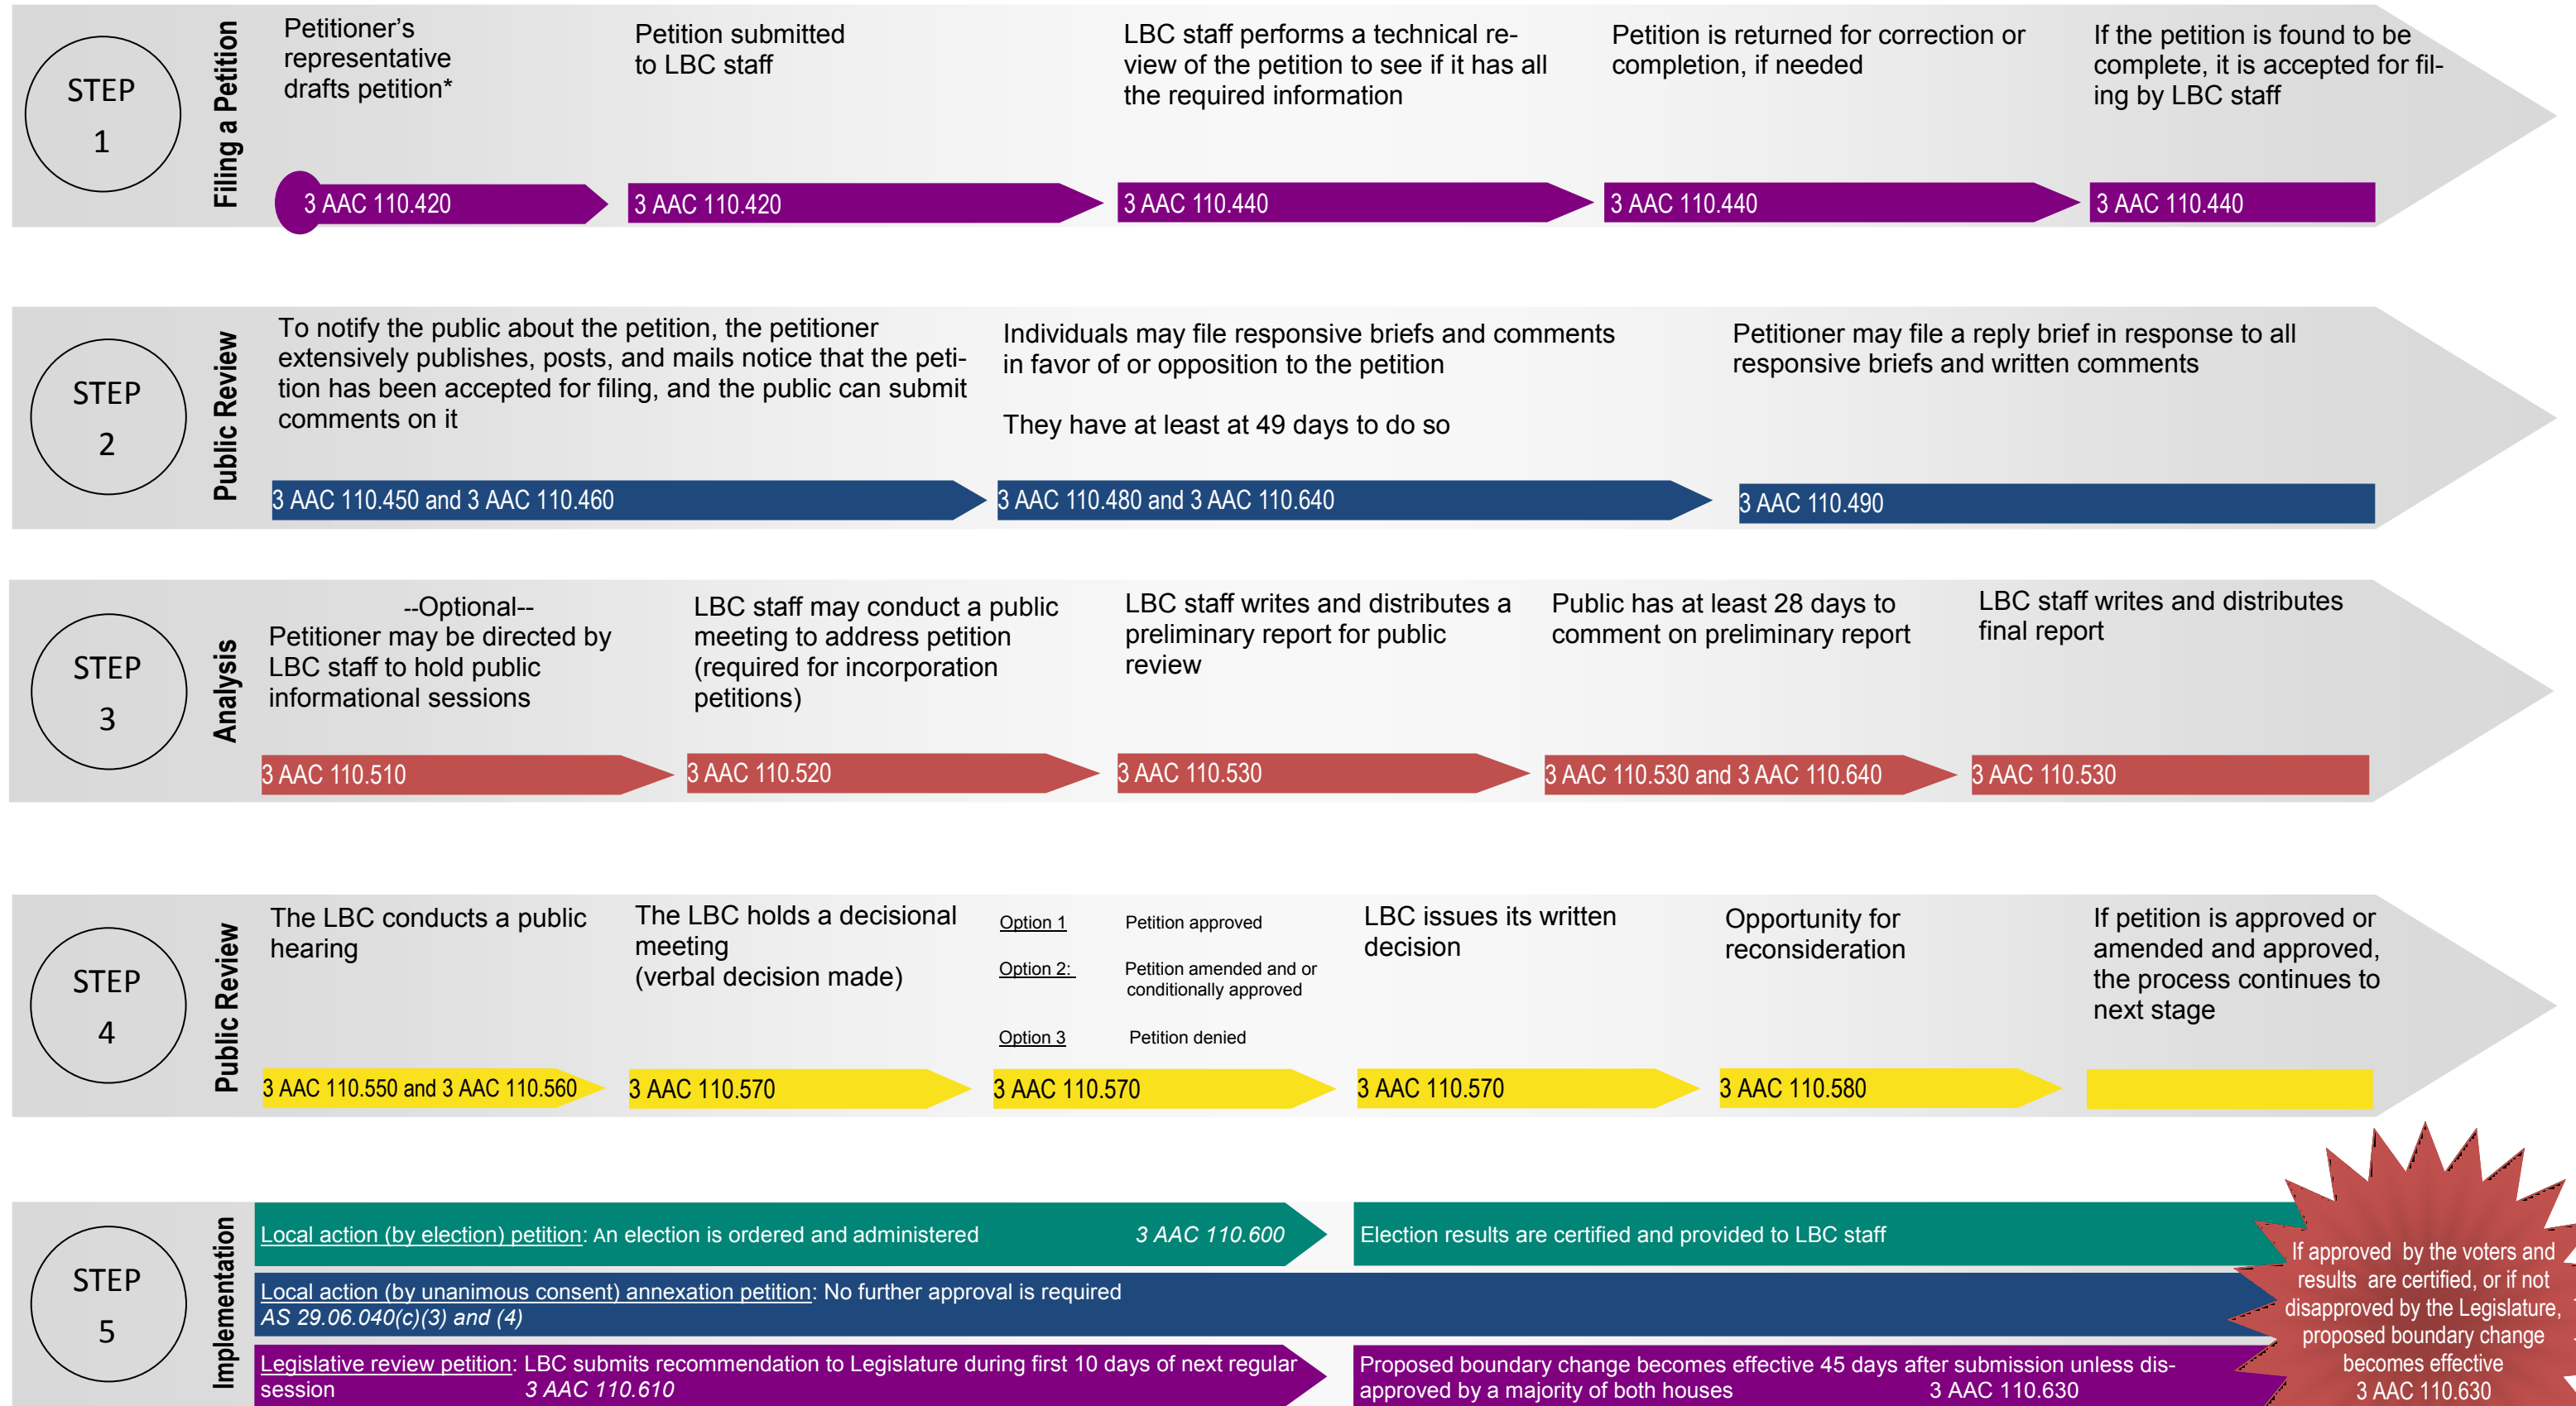 STEP
1
Filing a Petition
Petitioner’s
representative
drafts petition*
3 AAC 110.420
Petition submitted
to LBC staff
3 AAC 110.420
LBC staff performs a technical re-
view of the petition to see if it has all
the required information
3 AAC 110.440
Petition is returned for correction or
completion, if needed
3 AAC 110.440
If the petition is found to be
complete, it is accepted for fil-
ing by LBC staff
3 AAC 110.440
STEP
2
Public Review
To notify the public about the petition, the petitioner
extensively publishes, posts, and mails notice that the peti-
tion has been accepted for filing, and the public can submit
comments on it
3 AAC 110.450 and 3 AAC 110.460
Individuals may file responsive briefs and comments
in favor of or opposition to the petition
They have at least at 49 days to do so
3 AAC 110.480 and 3 AAC 110.640
Petitioner may file a reply brief in response to all
responsive briefs and written comments
3 AAC 110.490
STEP
3
Analysis
--Optional--
Petitioner may be directed by
LBC staff to hold public
informational sessions
3 AAC 110.510
LBC staff may conduct a public
meeting to address petition
(required for incorporation
petitions)
3 AAC 110.520
LBC staff writes and distributes a
preliminary report for public
review
3 AAC 110.530
Public has at least 28 days to
comment on preliminary report
3 AAC 110.530 and 3 AAC 110.640
LBC staff writes and distributes
final report
3 AAC 110.530
STEP
4
Public Review
The LBC conducts a public
hearing
3 AAC 110.550 and 3 AAC 110.560
The LBC holds a decisional
meeting
(verbal decision made)
3 AAC 110.570
Option 1 Petition approved
Option 2: Petition amended and or
conditionally approved
Option 3 Petition denied
3 AAC 110.570
LBC issues its written
decision
3 AAC 110.570
Opportunity for
reconsideration
3 AAC 110.580
If petition is approved or
amended and approved,
the process continues to
next stage
STEP
5
Implementation
Local action (by election) petition: An election is ordered and administered 3 AAC 110.600
Election results are certified and provided to LBC staff
Local action (by unanimous consent) annexation petition: No further approval is required
AS 29.06.040(c)(3) and (4)
Legislative review petition: LBC submits recommendation to Legislature during first 10 days of next regular
session 3 AAC 110.610
Proposed boundary change becomes effective 45 days after submission unless dis-
approved by a majority of both houses 3 AAC 110.630
If approved by the voters and
results are certified, or if not
disapproved by the Legislature,
proposed boundary change
becomes effective
3 AAC 110.630